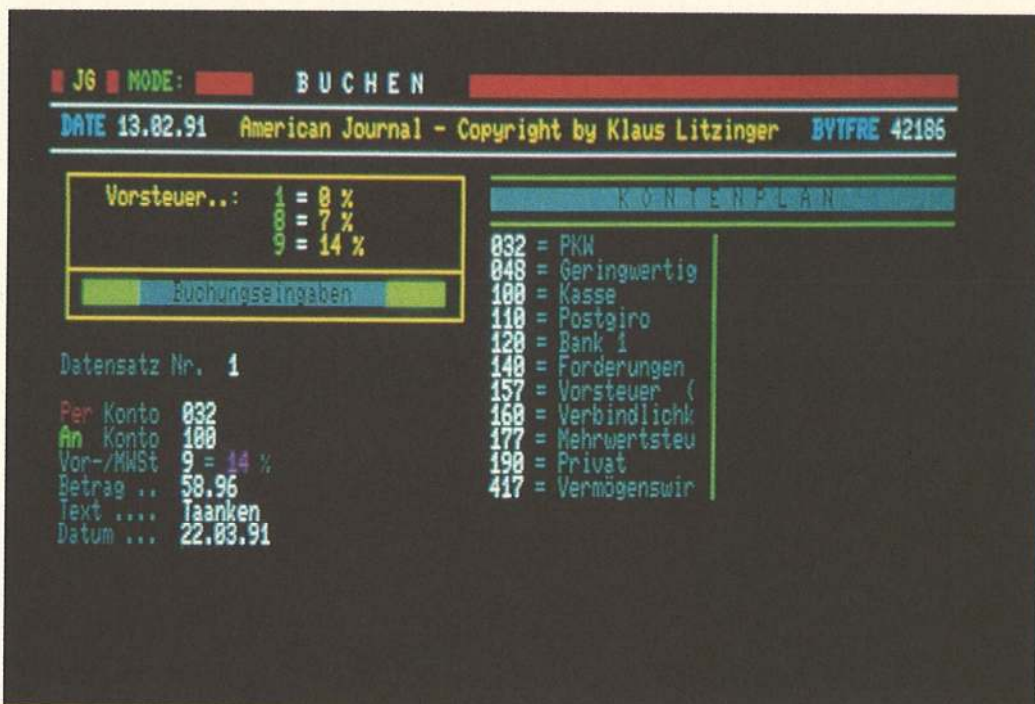 JG MODE: BUCHEN
DATE 13.02.91 American Journal - Copyright by Klaus Litzinger BYTFRE 42186
Vorsteuer..: 1 = 0 %
8 = 7 %
9 = 14 %
Buchungseingaben
Datensatz Nr. 1
Per Konto 032
An Konto 100
Vor-/MWSt 9 = 14 %
Betrag .. 58.96
Text .... Taanken
Datum ... 22.03.91
KONTENPLAN
032 = PKW
048 = Geringwertig
100 = Kasse
110 = Postgiro
120 = Bank 1
140 = Forderungen
157 = Vorsteuer (
160 = Verbindlichk
177 = Mehrwertsteu
190 = Privat
417 = Vermögenswir